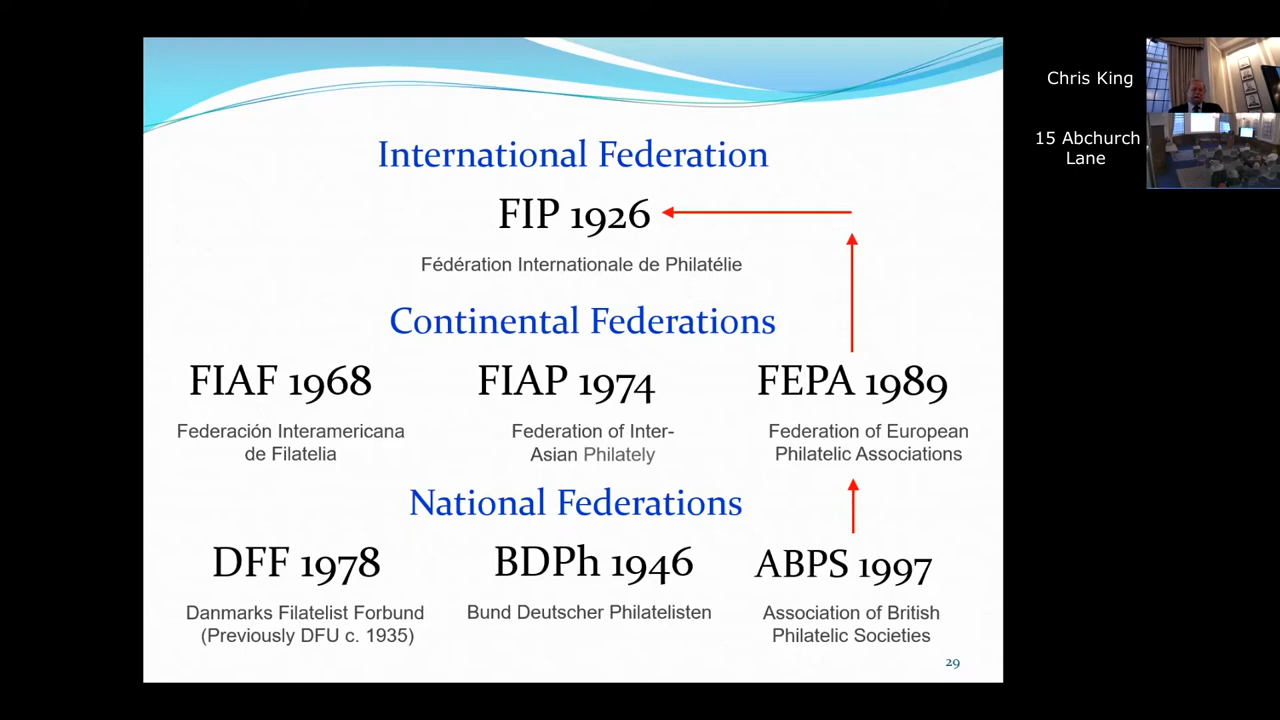 International Federation
FIP 1926
Fédération Internationale de Philatélie
Continental Federations
FIAF 1968
Federación Interamericana
de Filatelia
FIAP 1974
Federation of Inter-
Asian Philately
FEPA 1989
Federation of European
Philatelic Associations
National Federations
DFF 1978
Danmarks Filatelist Forbund
(Previously DFU c. 1935)
BDPh 1946
Bund Deutscher Philatelisten
ABPS 1997
Association of British
Philatelic Societies
29
Chris King
15 Abchurch
Lane